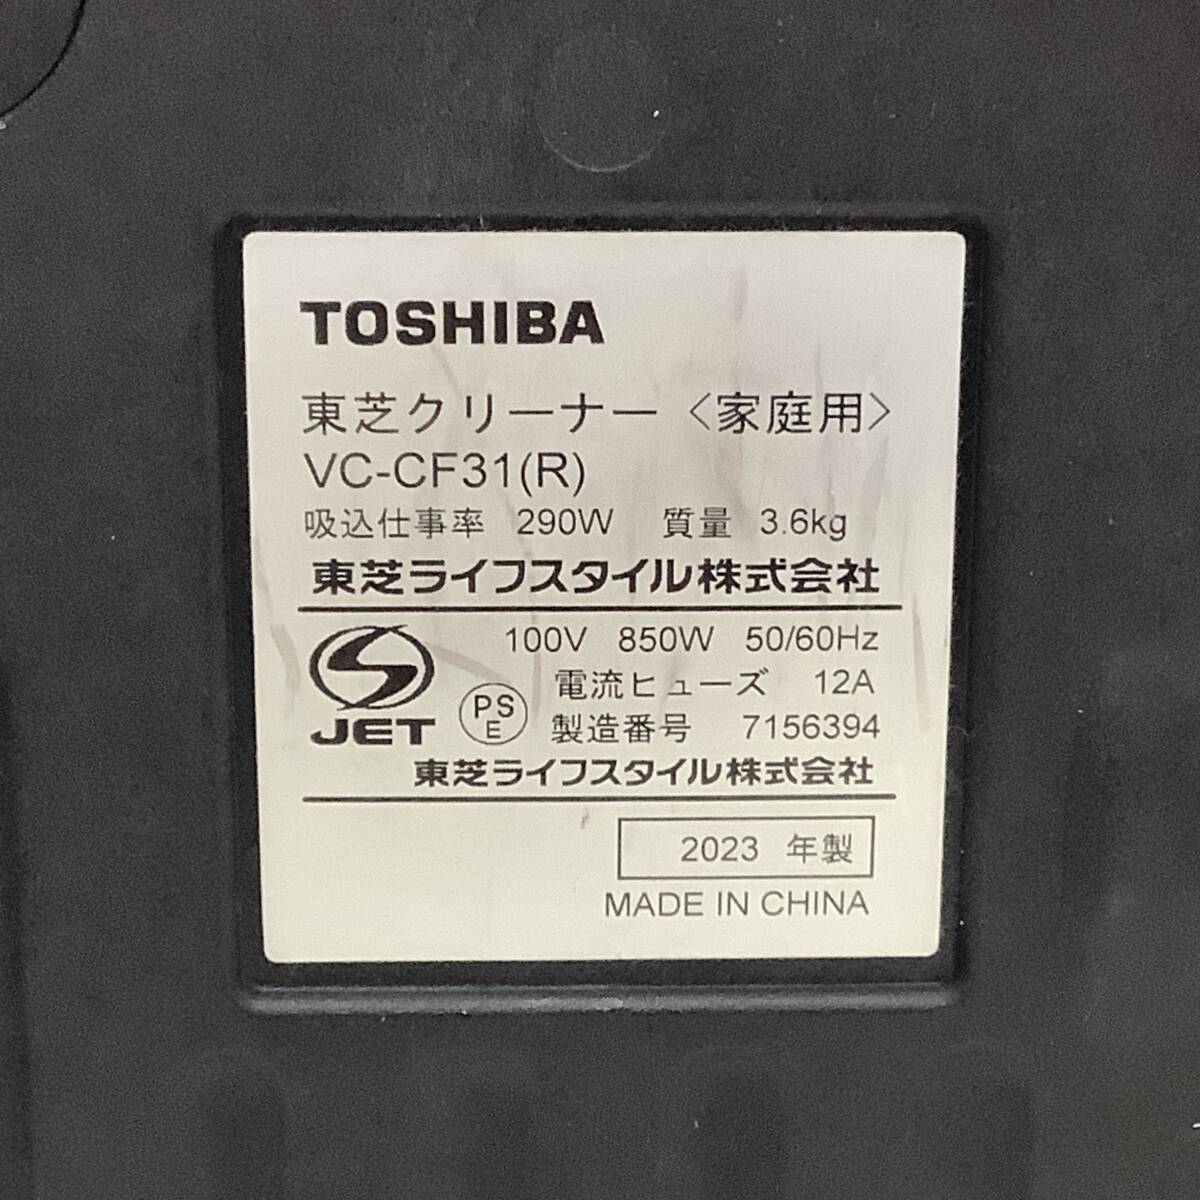 TOSHIBA
東芝クリーナー〈家庭用〉
VC-CF31(R)
吸込仕事率 290W 質量 3.6kg
東芝ライフスタイル株式会社
100V 850W 50/60Hz
電流ヒューズ 12A
JET PSE 製造番号 7156394
東芝ライフスタイル株式会社
2023 年製
MADE IN CHINA